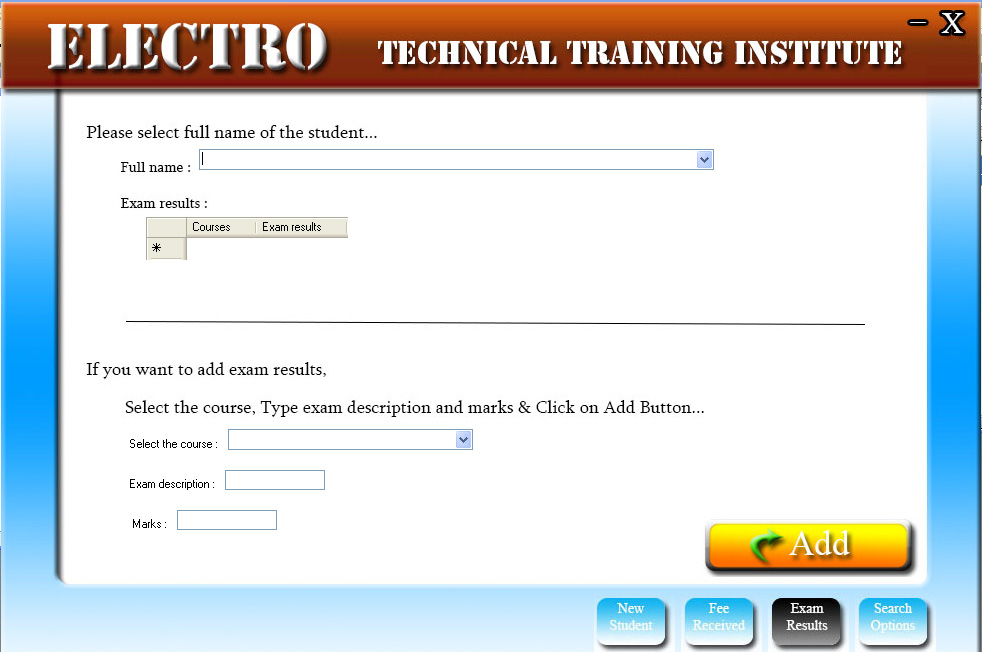 ELECTRO TECHNICAL TRAINING INSTITUTE
X
Please select full name of the student...
Full name :
Exam results :
Courses Exam results
*
If you want to add exam results,
Select the course, Type exam description and marks & Click on Add Button...
Select the course :
Exam description :
Marks :
Add
New
Student
Fee
Received
Exam
Results
Search
Options